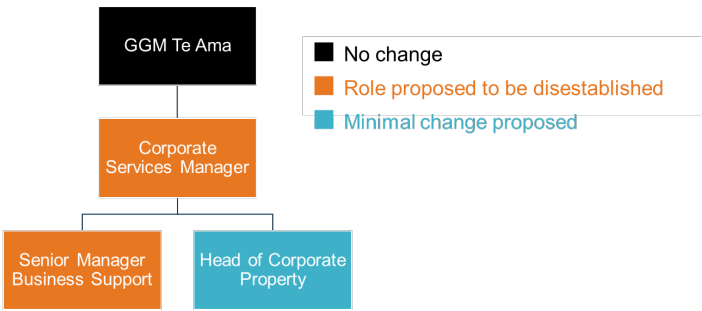 GGM Te Ama
No change
Role proposed to be disestablished
Minimal change proposed
Corporate
Services Manager
Senior Manager
Business Support
Head of Corporate
Property